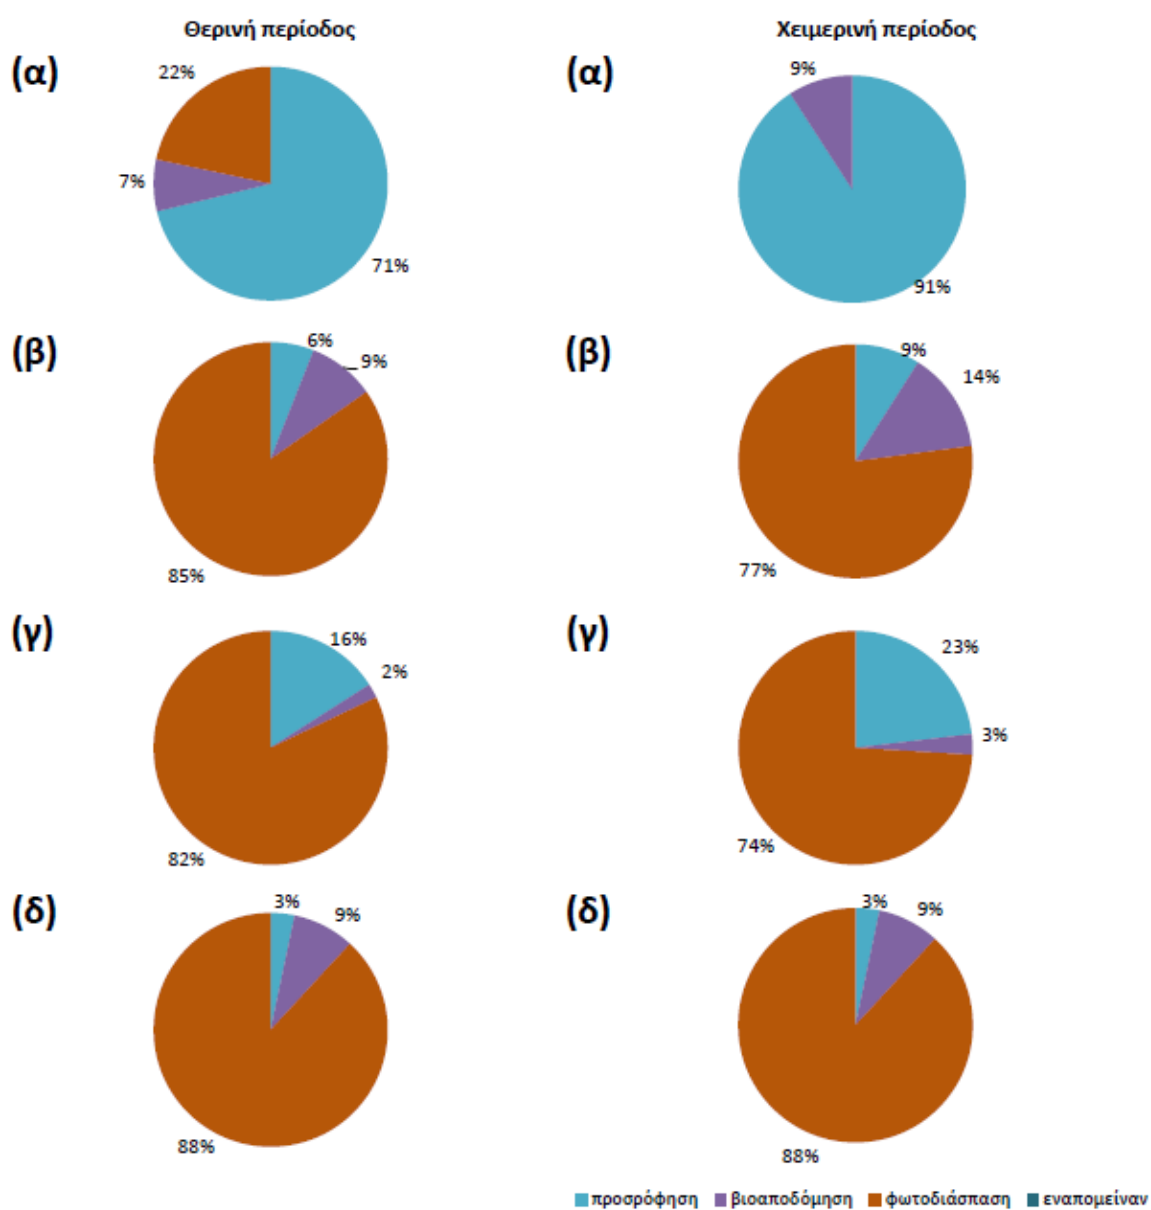 Θερινή περίοδος
Χειμερινή περίοδος
(α)
22%
7%
71%
(α)
9%
91%
(β)
6%
9%
85%
(β)
9%
14%
77%
(γ)
16%
2%
82%
(γ)
23%
3%
74%
(δ)
3%
9%
88%
(δ)
3%
9%
88%
προσρόφηση βιοαποδόμηση φωτοδιάσπαση εναπομείναν